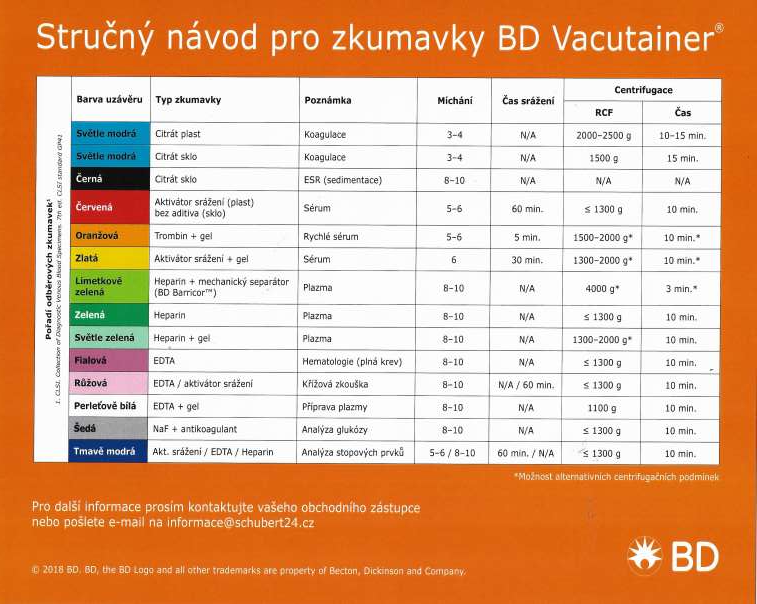 Stručný návod pro zkumavky BD Vacutainer®
Pořadí odběrových zkumavek¹
1. CLSI. Collection of Diagnostic Venous Blood Specimens. 7th ed. CLSI standard GP41
Barva uzávěru Typ zkumavky Poznámka Míchání Čas srážení Centrifugace
RCF Čas
Světle modrá Citrát plast Koagulace 3–4 N/A 2000–2500 g 10–15 min.
Světle modrá Citrát sklo Koagulace 3–4 N/A 1500 g 15 min.
Černá Citrát sklo ESR (sedimentace) 8–10 N/A N/A N/A
Červená Aktivátor srážení (plast) Sérum 5–6 60 min. ≤ 1300 g 10 min.
bez aditiva (sklo)
Oranžová Trombin + gel Rychlé sérum 5–6 5 min. 1500–2000 g* 10 min.*
Zlatá Aktivátor srážení + gel Sérum 6 30 min. 1300–2000 g* 10 min.*
Limetkově Heparin + mechanický separátor Plazma 8–10 N/A 4000 g* 3 min.*
zelená (BD Barricor™)
Zelená Heparin Plazma 8–10 N/A ≤ 1300 g 10 min.
Světle zelená Heparin + gel Plazma 8–10 N/A 1300–2000 g* 10 min.
Fialová EDTA Hematologie (plná krev) 8–10 N/A ≤ 1300 g 10 min.
Růžová EDTA / aktivátor srážení Křížová zkouška 8–10 N/A / 60 min. ≤ 1300 g 10 min.
Perleťově bílá EDTA + gel Příprava plazmy 8–10 N/A 1100 g 10 min.
Šedá NaF + antikoagulant Analýza glukózy 8–10 N/A ≤ 1300 g 10 min.
Tmavě modrá Akt. srážení / EDTA / Heparin Analýza stopových prvků 5–6 / 8–10 60 min. / N/A ≤ 1300 g 10 min.
*Možnost alternativních centrifugačních podmínek
Pro další informace prosím kontaktujte vašeho obchodního zástupce
nebo pošlete e-mail na informace@schubert24.cz
BD
© 2018 BD. BD, the BD Logo and all other trademarks are property of Becton, Dickinson and Company.